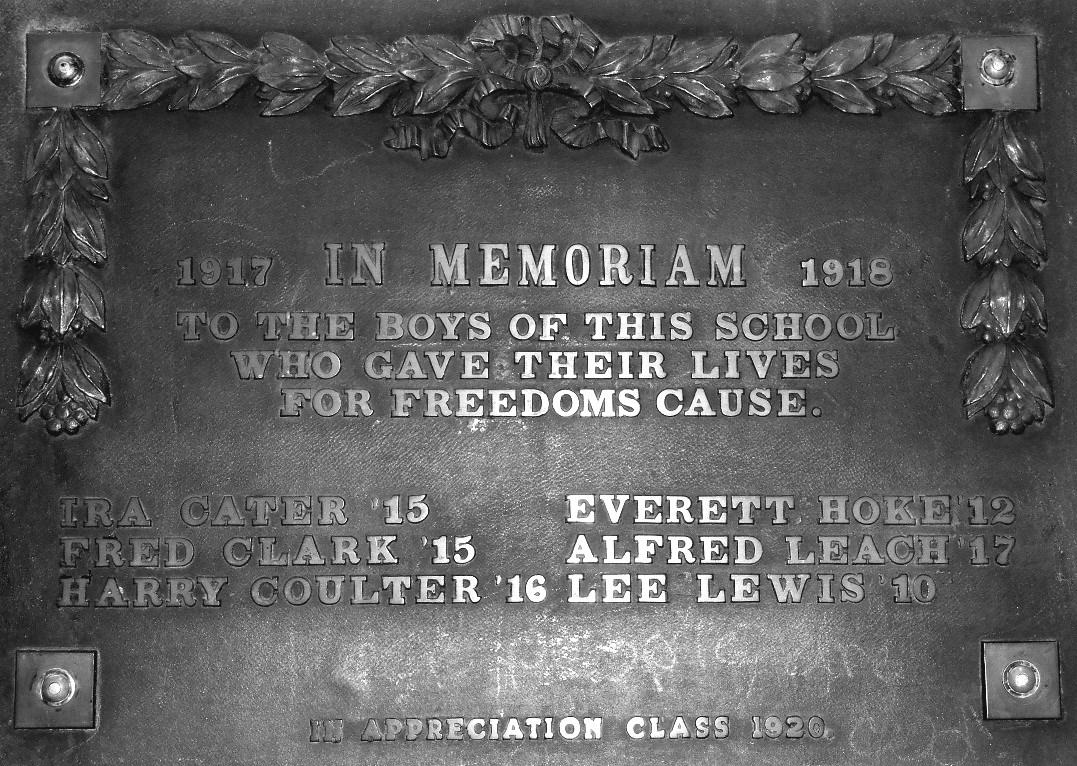 1917 IN MEMORIAM 1918
TO THE BOYS OF THIS SCHOOL
WHO GAVE THEIR LIVES
FOR FREEDOMS CAUSE.
IRA CATER '15 EVERETT HOKE '12
FRED CLARK '15 ALFRED LEACH '17
HARRY COULTER '16 LEE LEWIS '10
IN APPRECIATION CLASS 1920